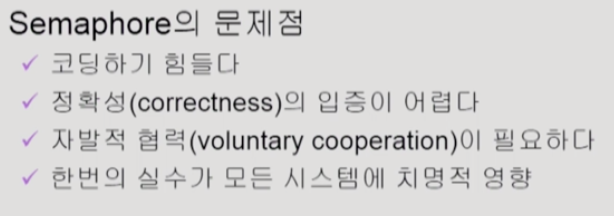 Semaphore의 문제점
✓ 코딩하기 힘들다
✓ 정확성(correctness)의 입증이 어렵다
✓ 자발적 협력(voluntary cooperation)이 필요하다
✓ 한번의 실수가 모든 시스템에 치명적 영향